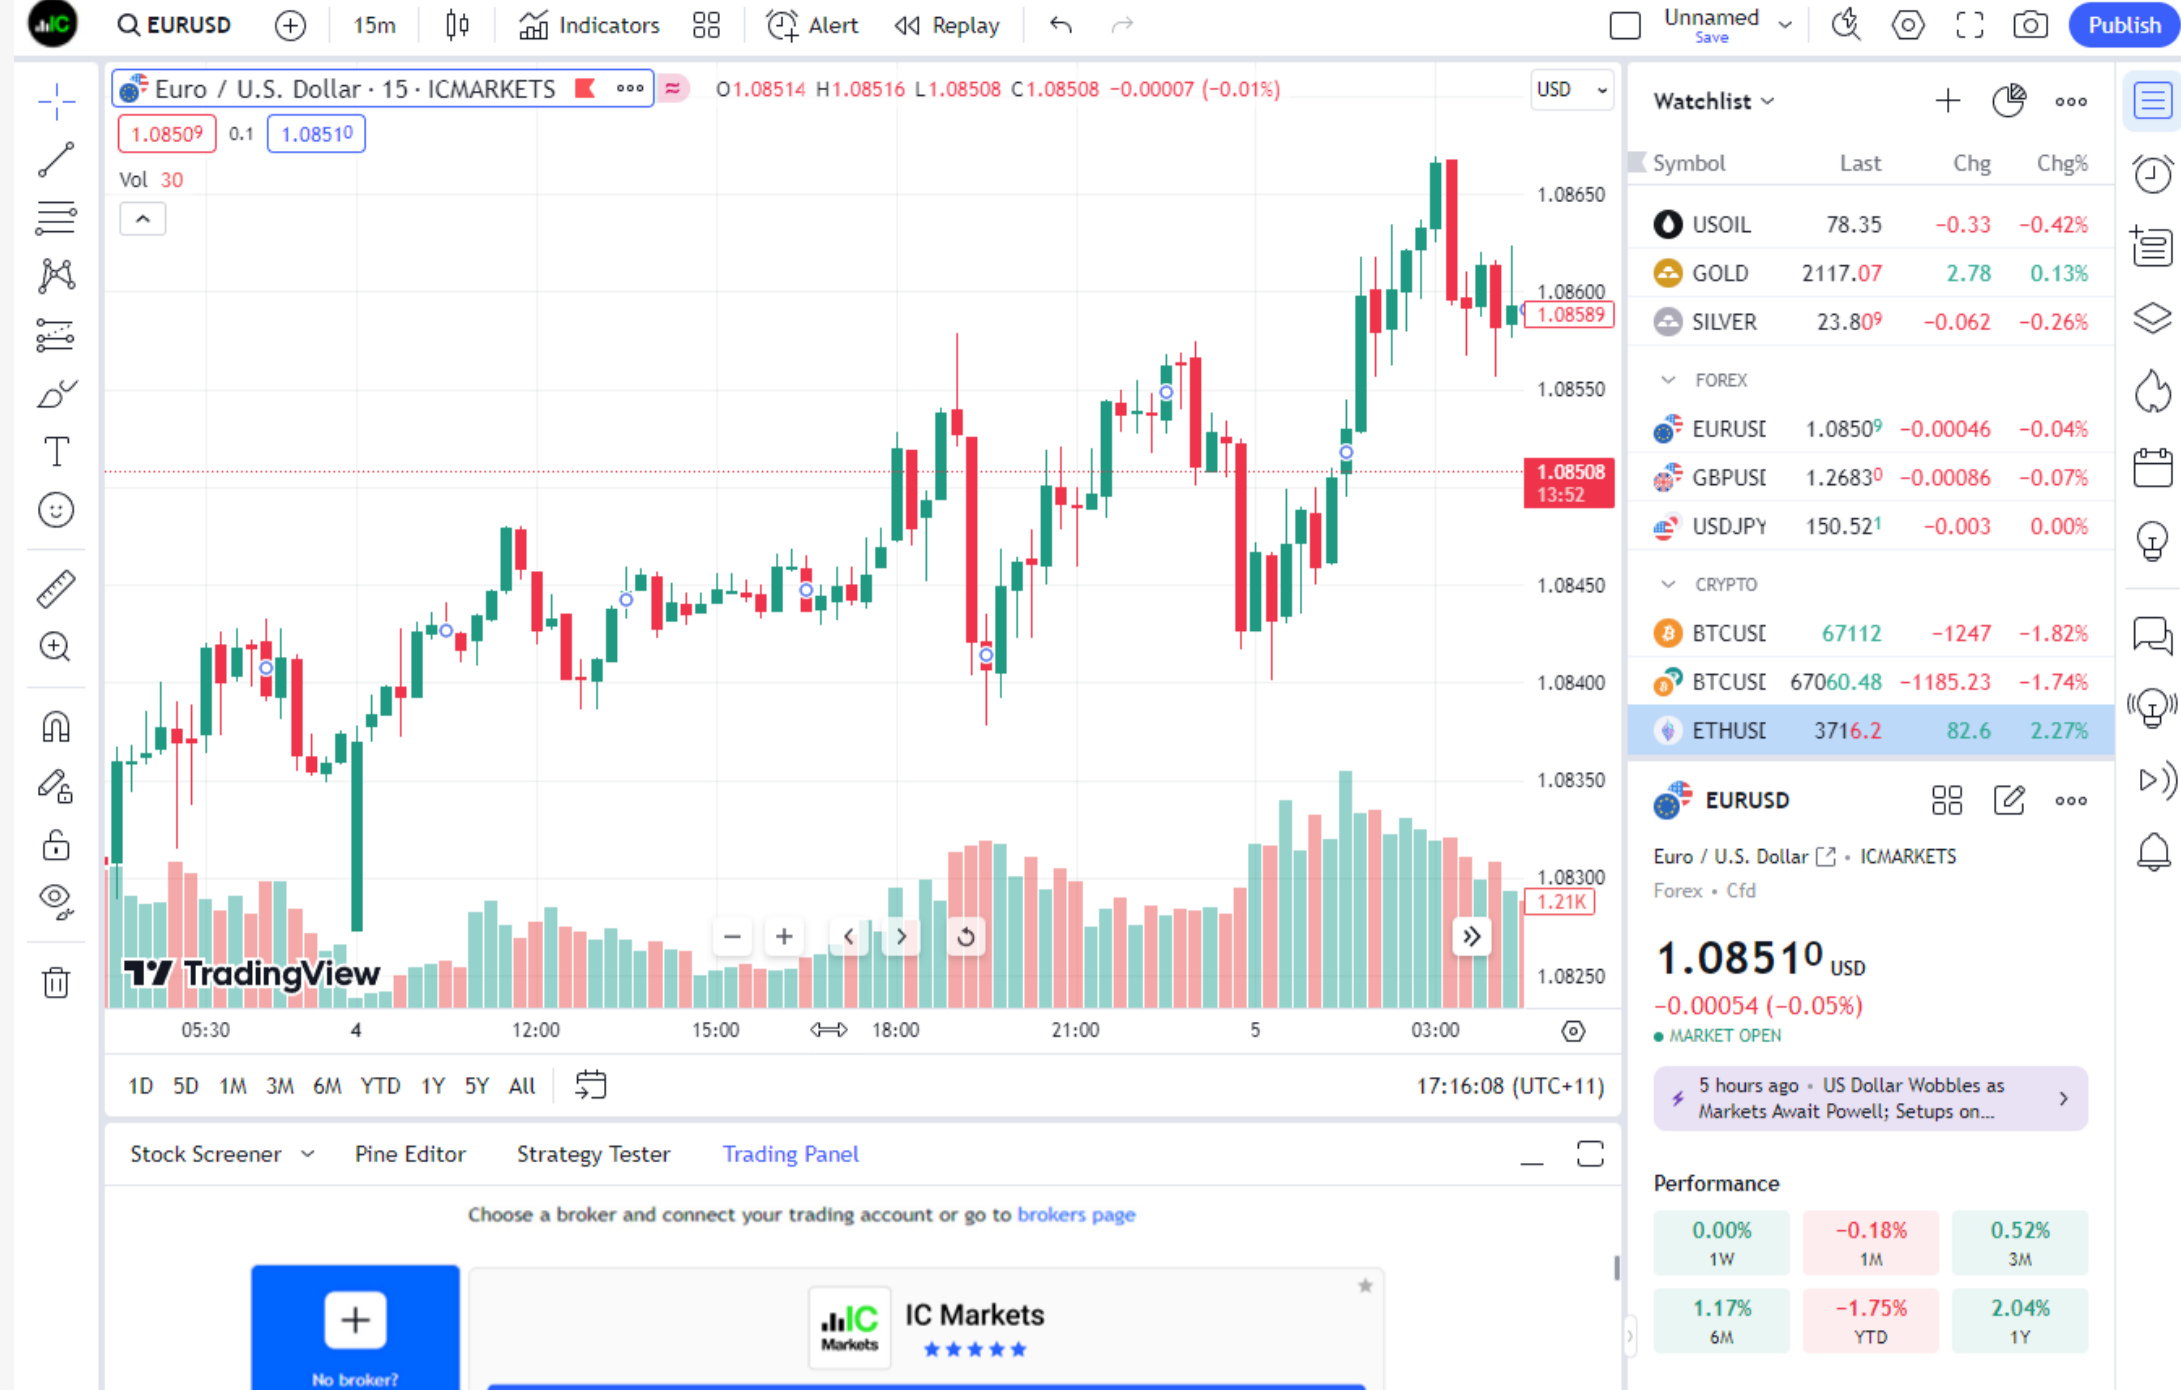 IC EURUSD 15m Indicators Alert Replay Unnamed Save Publish
Euro / U.S. Dollar · 15 · ICMARKETS O1.08514 H1.08516 L1.08508 C1.08508 −0.00007 (−0.01%) USD
1.08509 0.1 1.08510
Vol 30
1.08650
1.08600
1.08589
1.08550
1.08508
13:52
1.08450
1.08400
1.08350
1.08300
1.21K
1.08250
TradingView
05:30 4 12:00 15:00 18:00 21:00 5 03:00
1D 5D 1M 3M 6M YTD 1Y 5Y All 17:16:08 (UTC+11)
Stock Screener Pine Editor Strategy Tester Trading Panel
Choose a broker and connect your trading account or go to brokers page
No broker?
IC Markets
IC Markets
Watchlist
Symbol Last Chg Chg%
USOIL 78.35 −0.33 −0.42%
GOLD 2117.07 2.78 0.13%
SILVER 23.809 −0.062 −0.26%
FOREX
EURUSD 1.08509 −0.00046 −0.04%
GBPUSD 1.26830 −0.00086 −0.07%
USDJPY 150.521 −0.003 0.00%
CRYPTO
BTCUSD 67112 −1247 −1.82%
BTCUSD 67060.48 −1185.23 −1.74%
ETHUSD 3716.2 82.6 2.27%
EURUSD
Euro / U.S. Dollar • ICMARKETS
Forex • Cfd
1.08510 USD
−0.00054 (−0.05%)
MARKET OPEN
5 hours ago • US Dollar Wobbles as
Markets Await Powell; Setups on...
Performance
0.00% −0.18% 0.52%
1W 1M 3M
1.17% −1.75% 2.04%
6M YTD 1Y